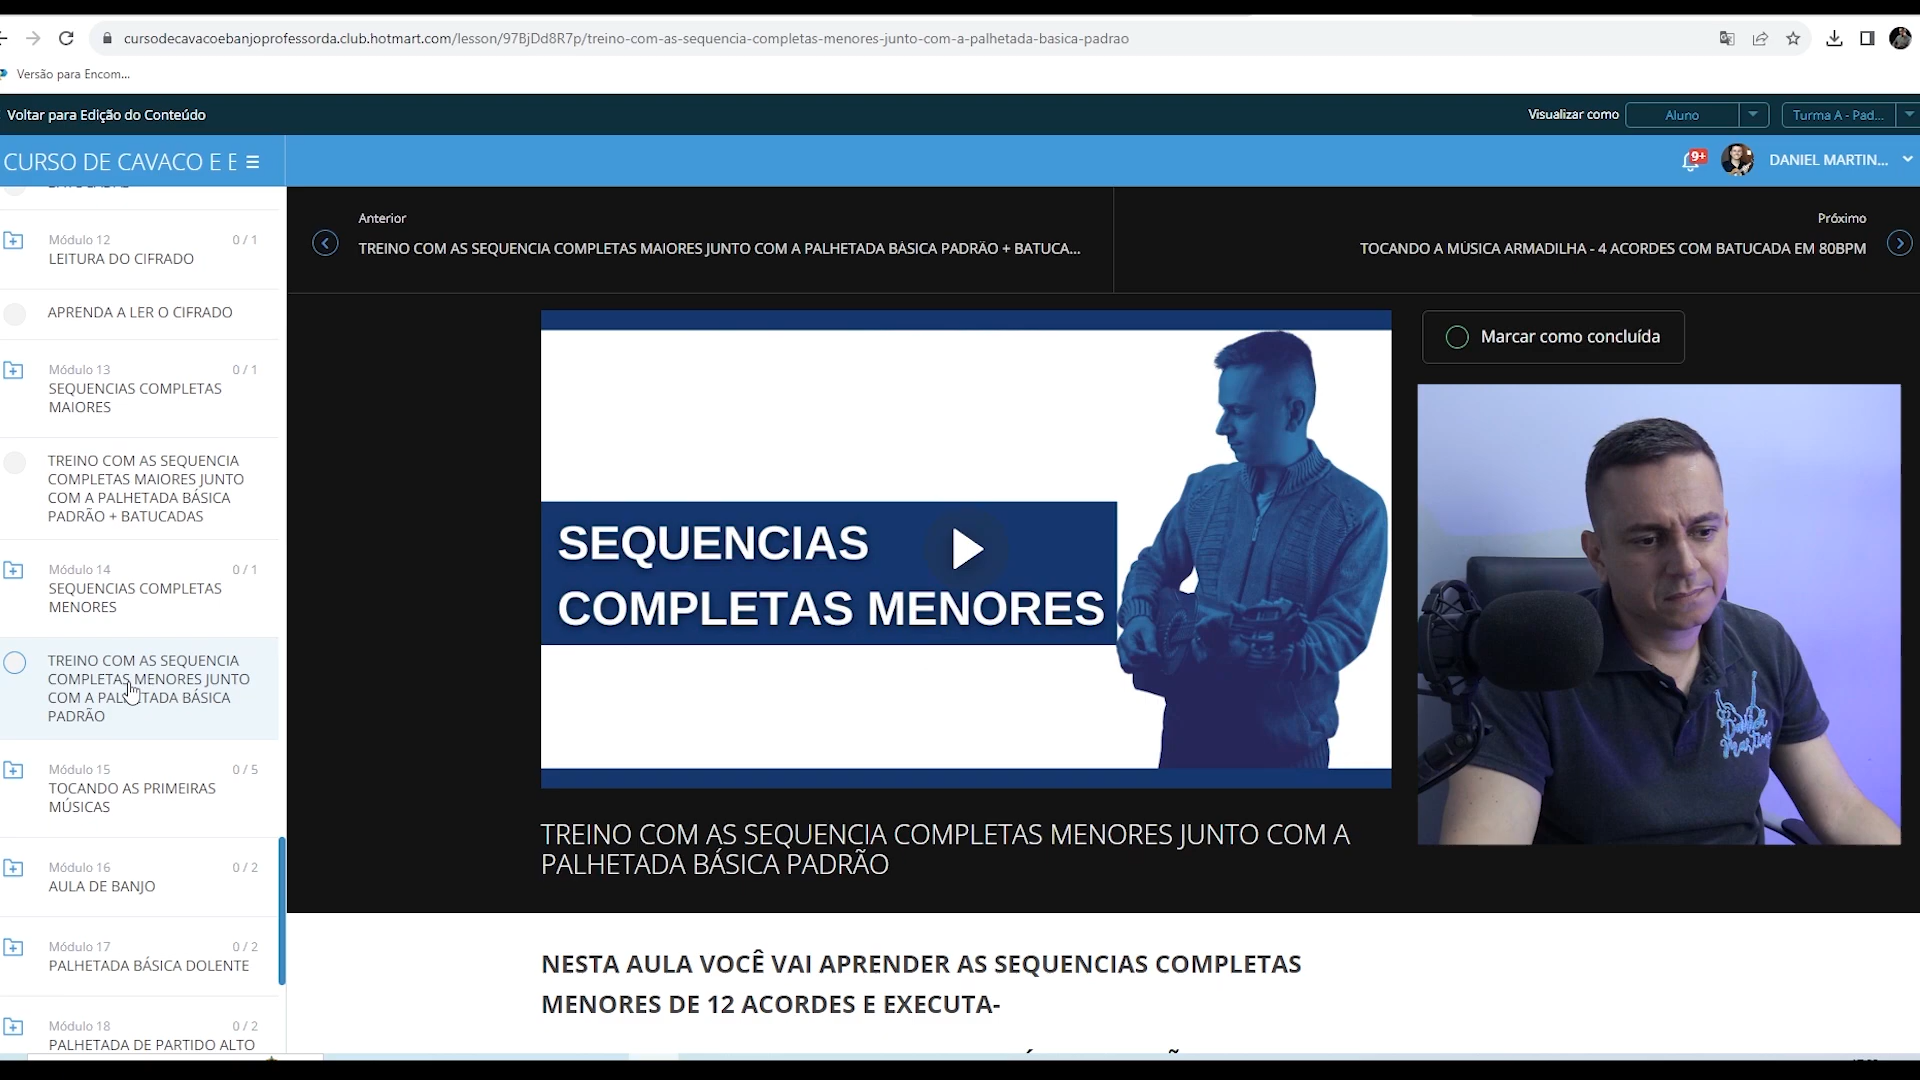 cursodecavacoebanjoprofessorda.club.hotmart.com/lesson/97BjDd8R7p/treino-com-as-sequencia-completas-menores-junto-com-a-palhetada-basica-padrao
Versão para Encom...
Voltar para Edição do Conteúdo
Visualizar como
Aluno
Turma A - Pad...
CURSO DE CAVACO E E
9+
DANIEL MARTIN...
Módulo 12
0 / 1
LEITURA DO CIFRADO
APRENDA A LER O CIFRADO
Módulo 13
0 / 1
SEQUENCIAS COMPLETAS
MAIORES
TREINO COM AS SEQUENCIA
COMPLETAS MAIORES JUNTO
COM A PALHETADA BÁSICA
PADRÃO + BATUCADAS
Módulo 14
0 / 1
SEQUENCIAS COMPLETAS
MENORES
TREINO COM AS SEQUENCIA
COMPLETAS MENORES JUNTO
COM A PALHETADA BÁSICA
PADRÃO
Módulo 15
0 / 5
TOCANDO AS PRIMEIRAS
MÚSICAS
Módulo 16
0 / 2
AULA DE BANJO
Módulo 17
0 / 2
PALHETADA BÁSICA DOLENTE
Módulo 18
0 / 2
PALHETADA DE PARTIDO ALTO
Anterior
TREINO COM AS SEQUENCIA COMPLETAS MAIORES JUNTO COM A PALHETADA BÁSICA PADRÃO + BATUCA...
Próximo
TOCANDO A MÚSICA ARMADILHA - 4 ACORDES COM BATUCADA EM 80BPM
SEQUENCIAS
COMPLETAS MENORES
Marcar como concluída
Daniel
Martins
TREINO COM AS SEQUENCIA COMPLETAS MENORES JUNTO COM A
PALHETADA BÁSICA PADRÃO
NESTA AULA VOCÊ VAI APRENDER AS SEQUENCIAS COMPLETAS
MENORES DE 12 ACORDES E EXECUTA-